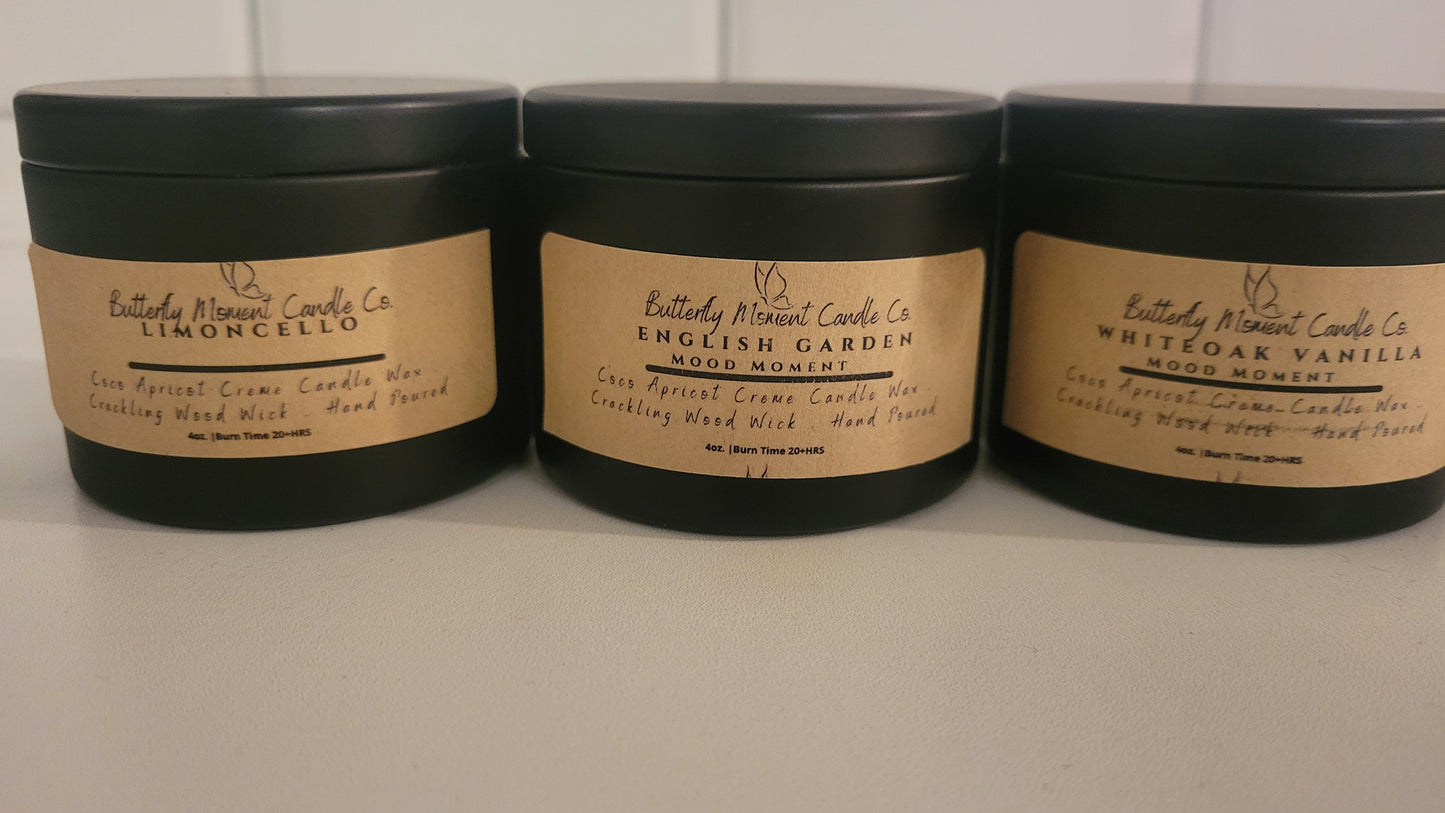 Butterfly Moment Candle Co.
LIMONCELLO
Coco Apricot Creme Candle Wax .
Crackling Wood Wick . Hand Poured
4oz. |Burn Time 20+HRS
Butterfly Moment Candle Co.
ENGLISH GARDEN
MOOD MOMENT
Coco Apricot Creme Candle Wax .
Crackling Wood Wick . Hand Poured
4oz. |Burn Time 20+HRS
Butterfly Moment Candle Co.
WHITEOAK VANILLA
MOOD MOMENT
Coco Apricot Creme Candle Wax .
Crackling Wood Wick . Hand Poured
4oz. |Burn Time 20+HRS